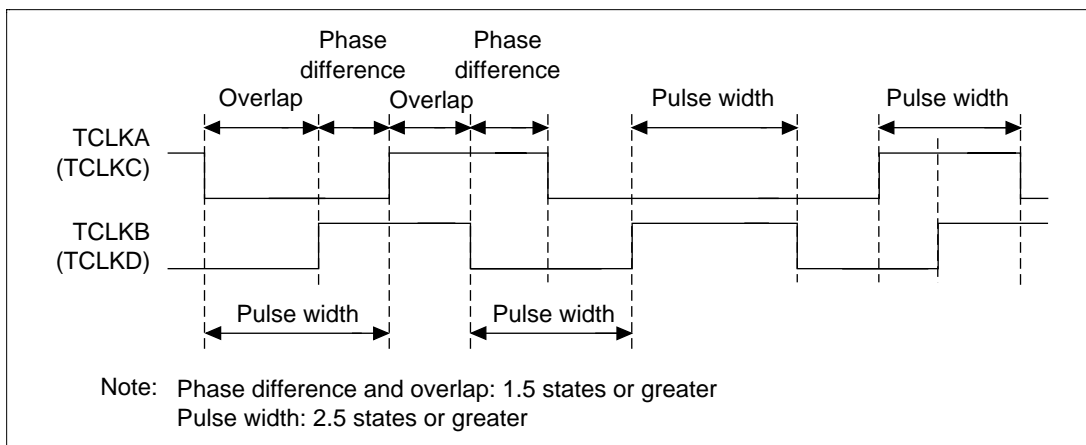 Phase
difference
Phase
difference
Overlap
Overlap
Pulse width
Pulse width
TCLKA
(TCLKC)
TCLKB
(TCLKD)
Pulse width
Pulse width
Note: Phase difference and overlap: 1.5 states or greater
Pulse width: 2.5 states or greater